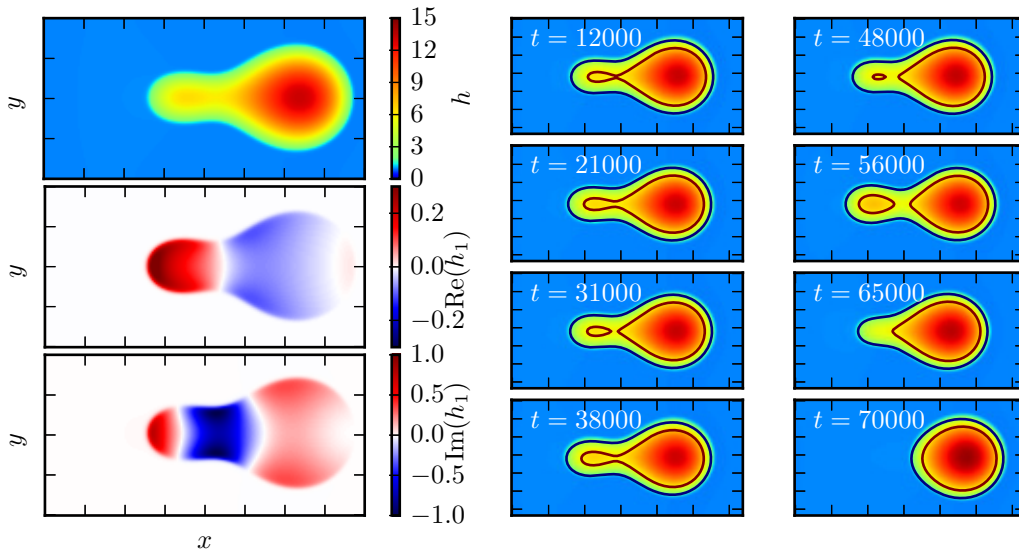 y
15
12
9
6
3
0
h
y
0.2
0.0
−0.2
Re(h₁)
y
1.0
0.5
0.0
−0.5
−1.0
Im(h₁)
x
t = 12000
t = 48000
t = 21000
t = 56000
t = 31000
t = 65000
t = 38000
t = 70000